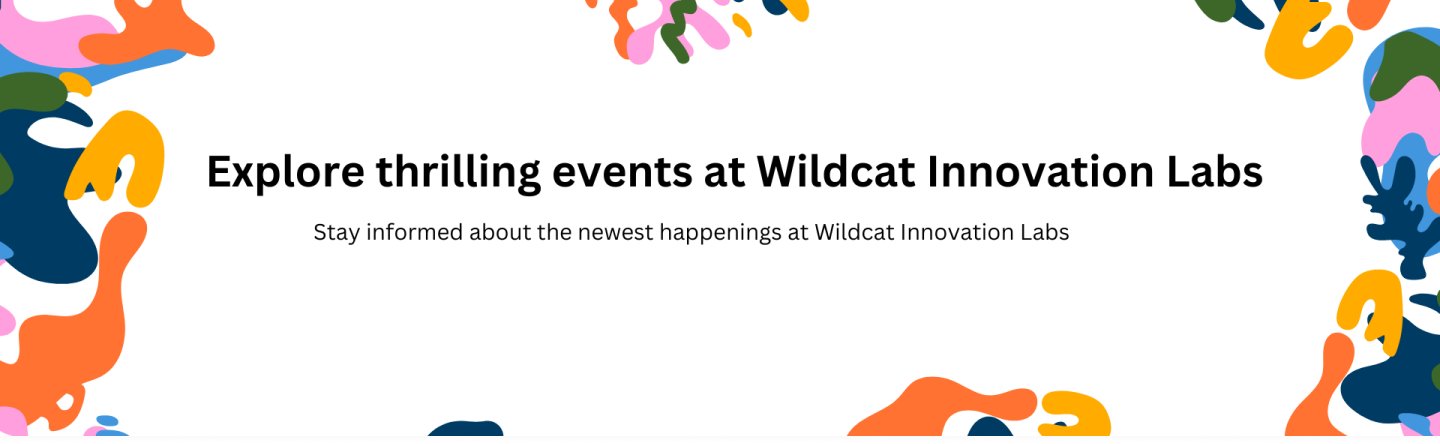 Explore thrilling events at Wildcat Innovation Labs
Stay informed about the newest happenings at Wildcat Innovation Labs